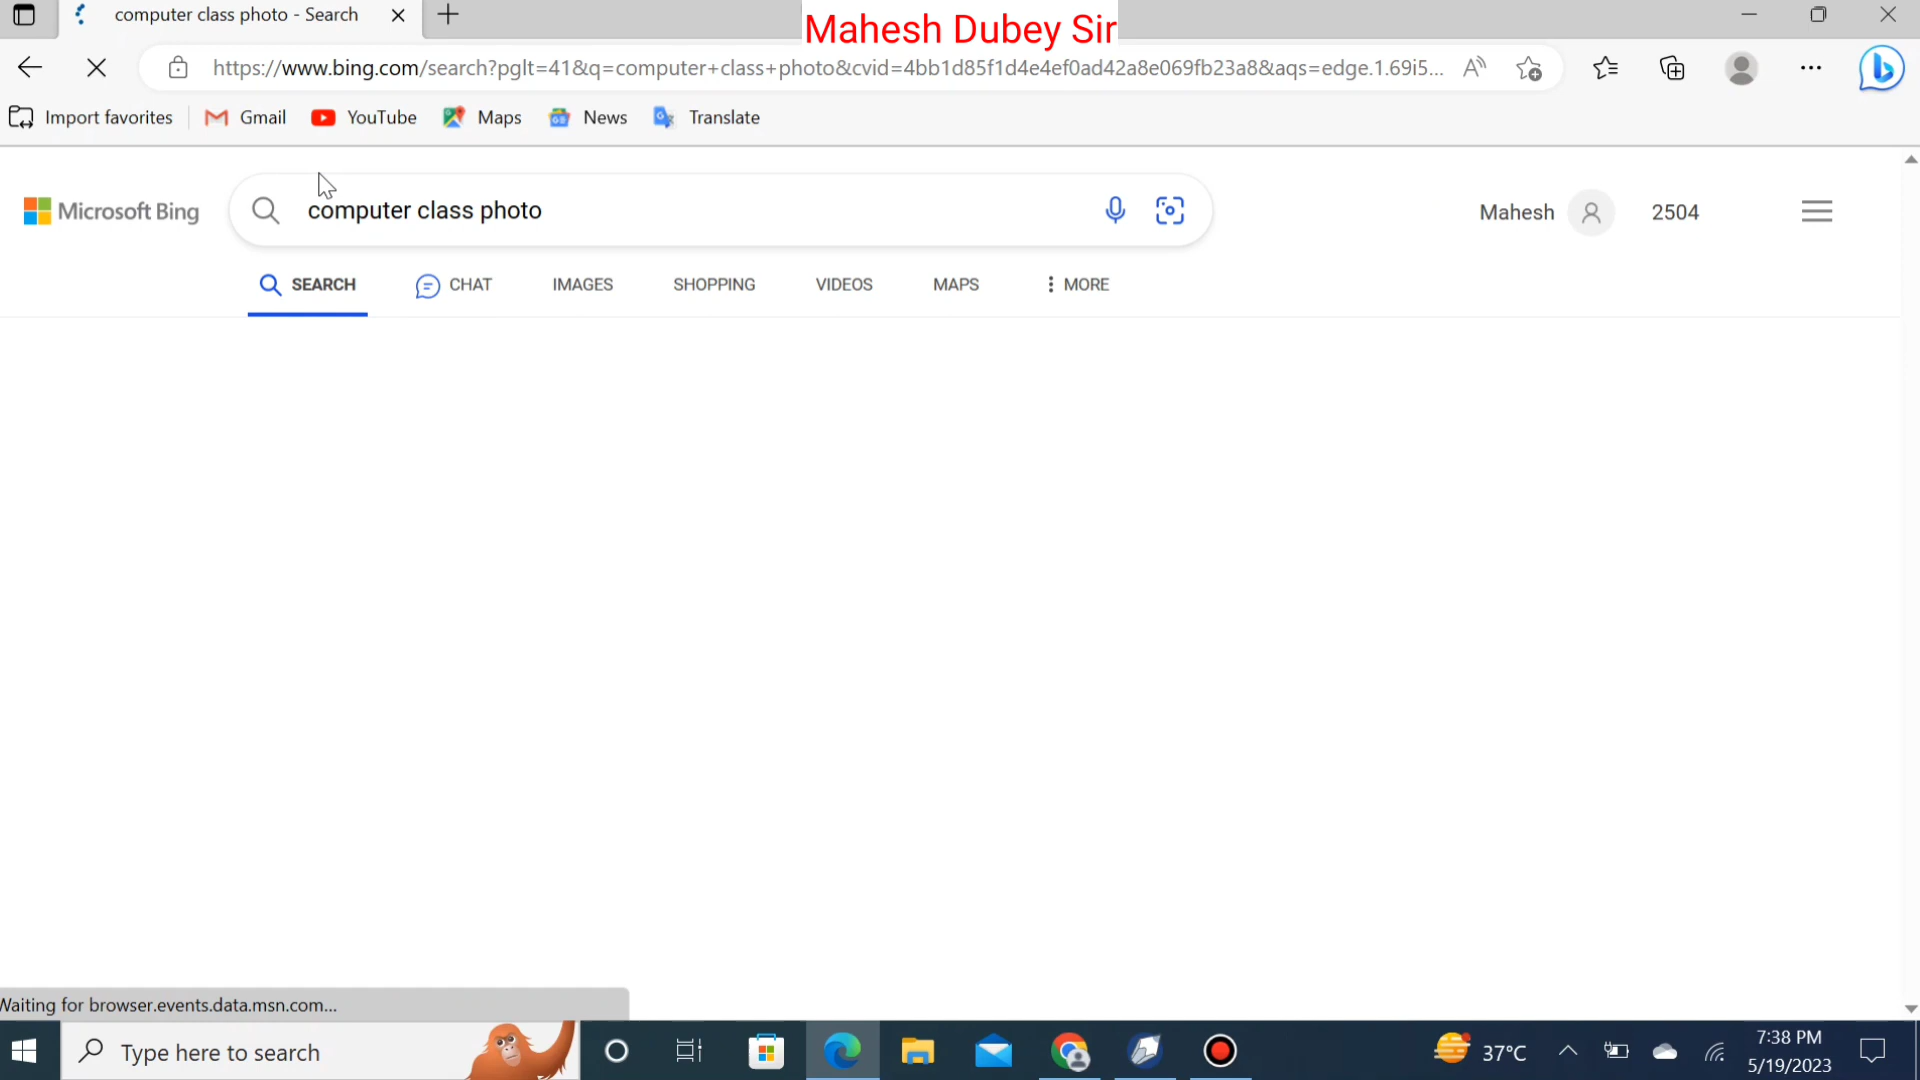 computer class photo - Search
Mahesh Dubey Sir
https://www.bing.com/search?pglt=41&q=computer+class+photo&cvid=4bb1d85f1d4e4ef0ad42a8e069fb23a8&aqs=edge.1.69i5...
Import favorites Gmail YouTube Maps News Translate
Microsoft Bing computer class photo Mahesh 2504
SEARCH CHAT IMAGES SHOPPING VIDEOS MAPS MORE
Waiting for browser.events.data.msn.com...
Type here to search 37°C 7:38 PM
5/19/2023